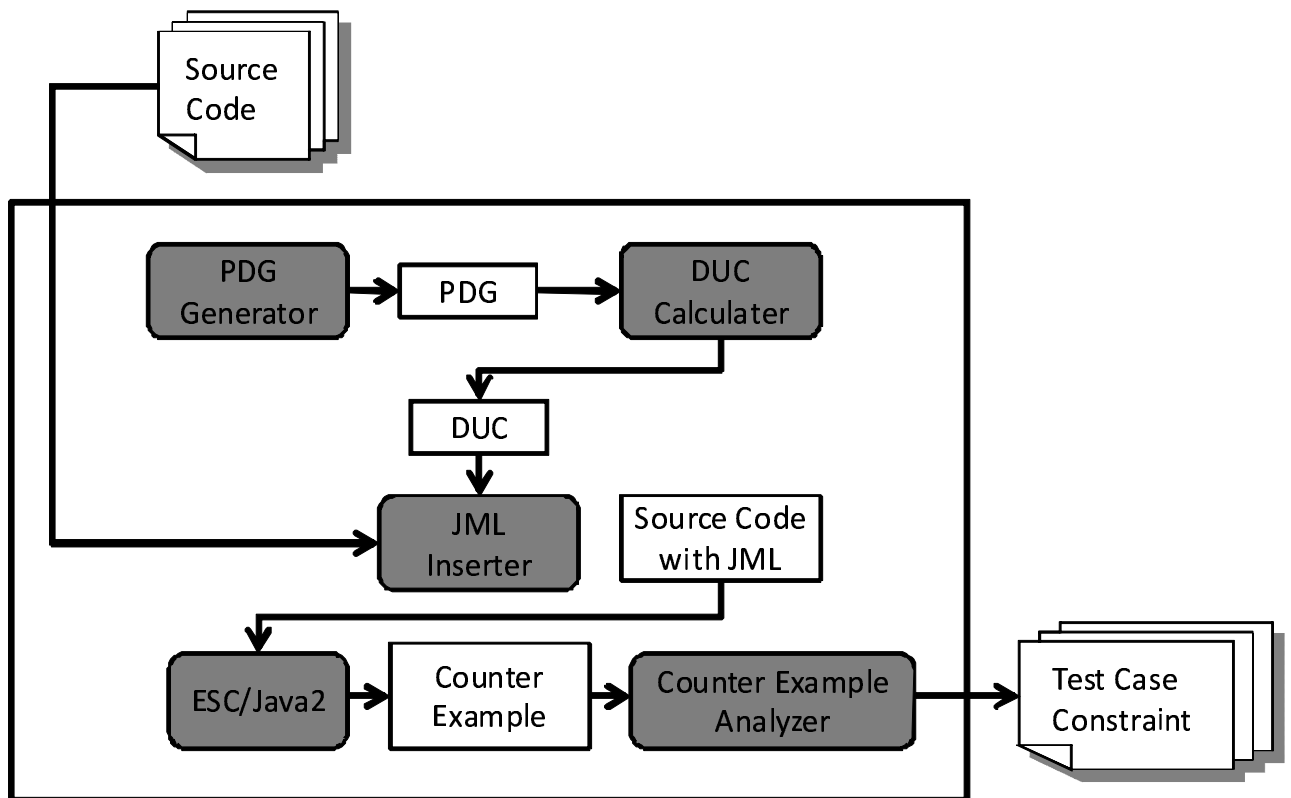 Source
Code
PDG
Generator
PDG
DUC
Calculater
DUC
JML
Inserter
Source Code
with JML
ESC/Java2
Counter
Example
Counter Example
Analyzer
Test Case
Constraint